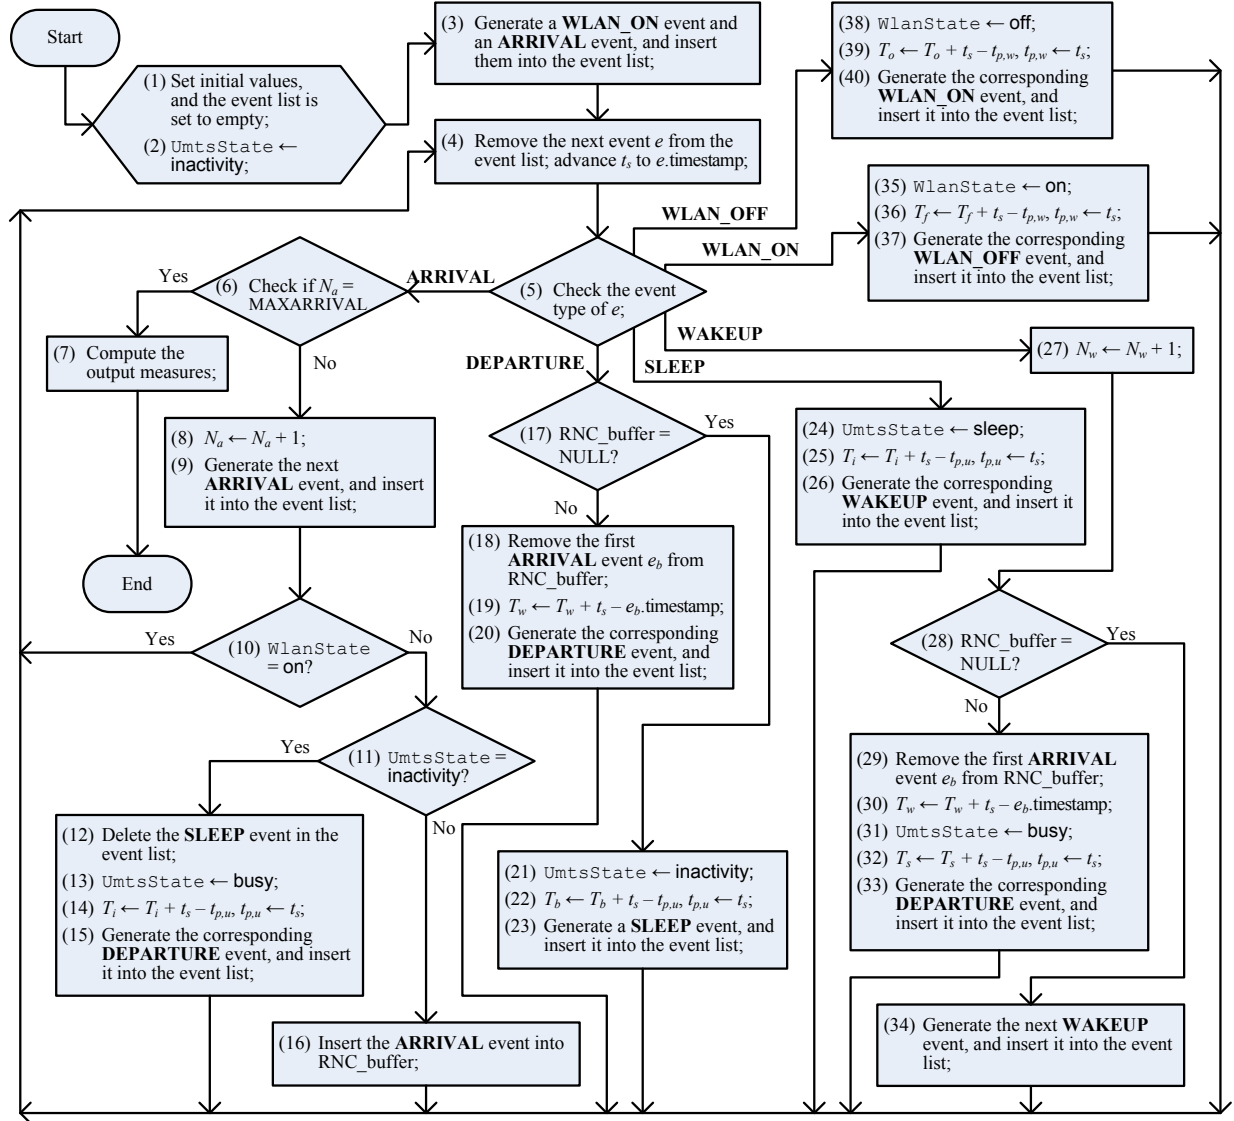 Start
(1) Set initial values,
and the event list is
set to empty;
(2) UmtsState ←
inactivity;
(3) Generate a WLAN_ON event and
an ARRIVAL event, and insert
them into the event list;
(4) Remove the next event e from the
event list; advance ts to e.timestamp;
(38) WlanState ← off;
(39) To ← To + ts – tp,w, tp,w ← ts;
(40) Generate the corresponding
WLAN_ON event, and
insert it into the event list;
(35) WlanState ← on;
(36) Tf ← Tf + ts – tp,w, tp,w ← ts;
(37) Generate the corresponding
WLAN_OFF event, and
insert it into the event list;
WLAN_OFF
WLAN_ON
ARRIVAL
(5) Check the event
type of e;
WAKEUP
DEPARTURE
SLEEP
Yes
(6) Check if Na =
MAXARRIVAL
No
(7) Compute the
output measures;
End
(8) Na ← Na + 1;
(9) Generate the next
ARRIVAL event, and insert
it into the event list;
Yes
(10) WlanState
= on?
No
Yes
(11) UmtsState =
inactivity?
No
(12) Delete the SLEEP event in the
event list;
(13) UmtsState ← busy;
(14) Ti ← Ti + ts – tp,u, tp,u ← ts;
(15) Generate the corresponding
DEPARTURE event, and insert
it into the event list;
(16) Insert the ARRIVAL event into
RNC_buffer;
(17) RNC_buffer =
NULL?
Yes
No
(18) Remove the first
ARRIVAL event eb from
RNC_buffer;
(19) Tw ← Tw + ts – eb.timestamp;
(20) Generate the corresponding
DEPARTURE event, and
insert it into the event list;
(21) UmtsState ← inactivity;
(22) Tb ← Tb + ts – tp,u, tp,u ← ts;
(23) Generate a SLEEP event, and
insert it into the event list;
(24) UmtsState ← sleep;
(25) Ti ← Ti + ts – tp,u, tp,u ← ts;
(26) Generate the corresponding
WAKEUP event, and insert it
into the event list;
(27) Nw ← Nw + 1;
(28) RNC_buffer =
NULL?
Yes
No
(29) Remove the first ARRIVAL
event eb from RNC_buffer;
(30) Tw ← Tw + ts – eb.timestamp;
(31) UmtsState ← busy;
(32) Ts ← Ts + ts – tp,u, tp,u ← ts;
(33) Generate the corresponding
DEPARTURE event, and
insert it into the event list;
(34) Generate the next WAKEUP
event, and insert it into the event
list;